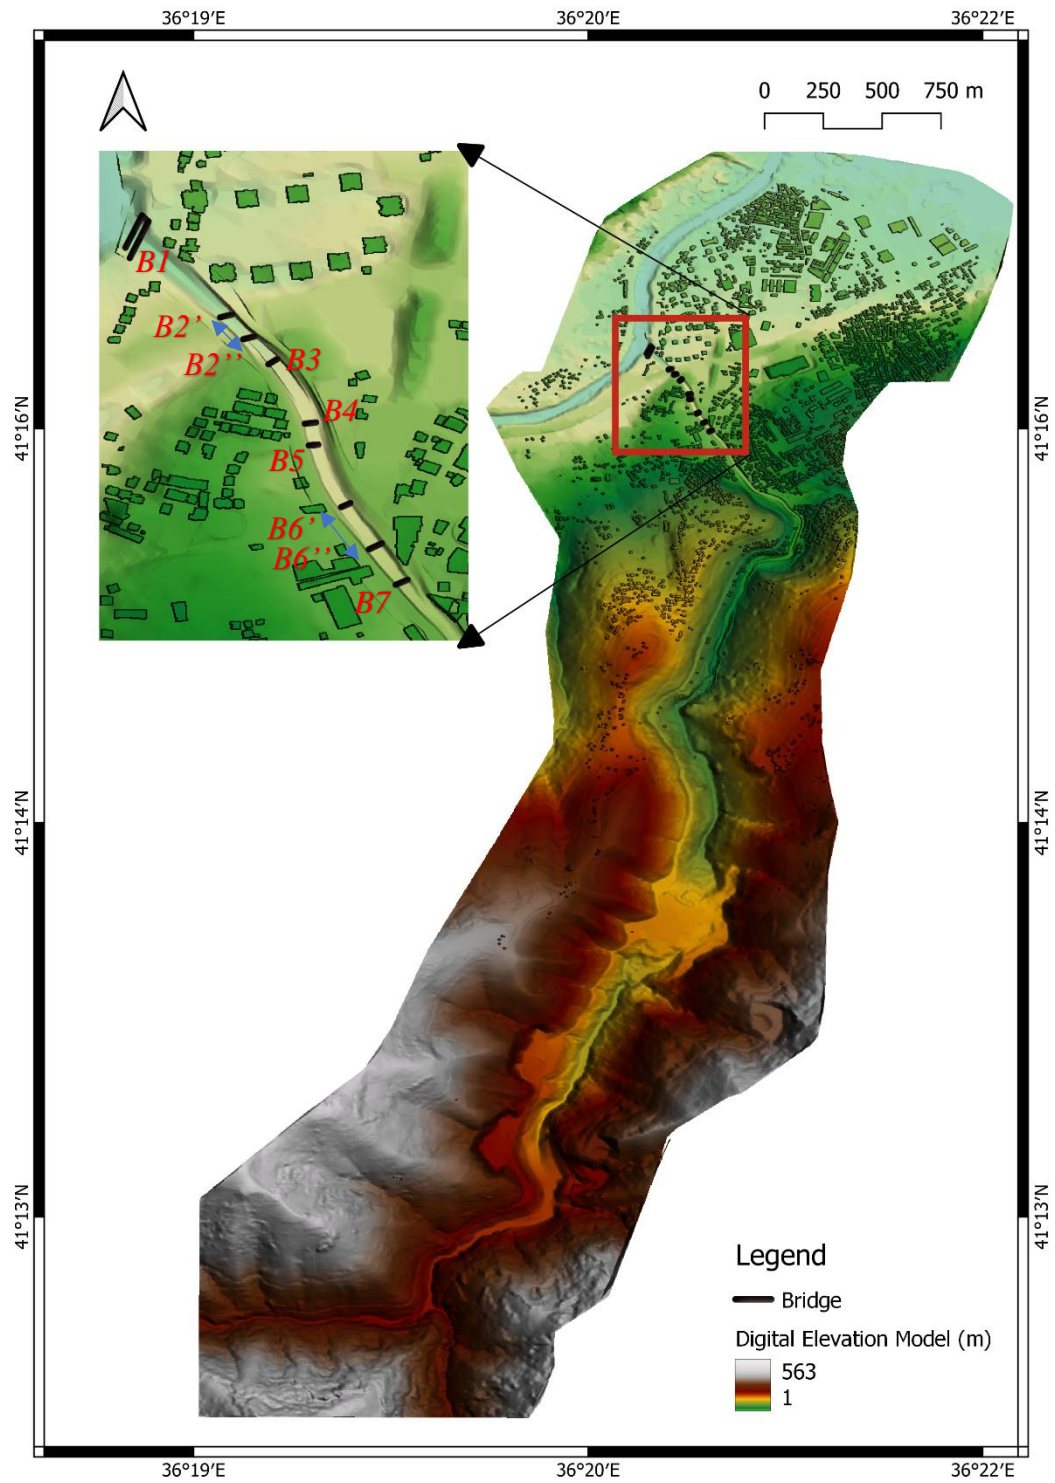 36°19′E
36°20′E
36°22′E
0 250 500 750 m
B1
B2'
B2''
B3
B4
B5
B6'
B6''
B7
41°16′N
41°16′N
41°14′N
41°14′N
41°13′N
41°13′N
Legend
Bridge
Digital Elevation Model (m)
563
1
36°19′E
36°20′E
36°22′E